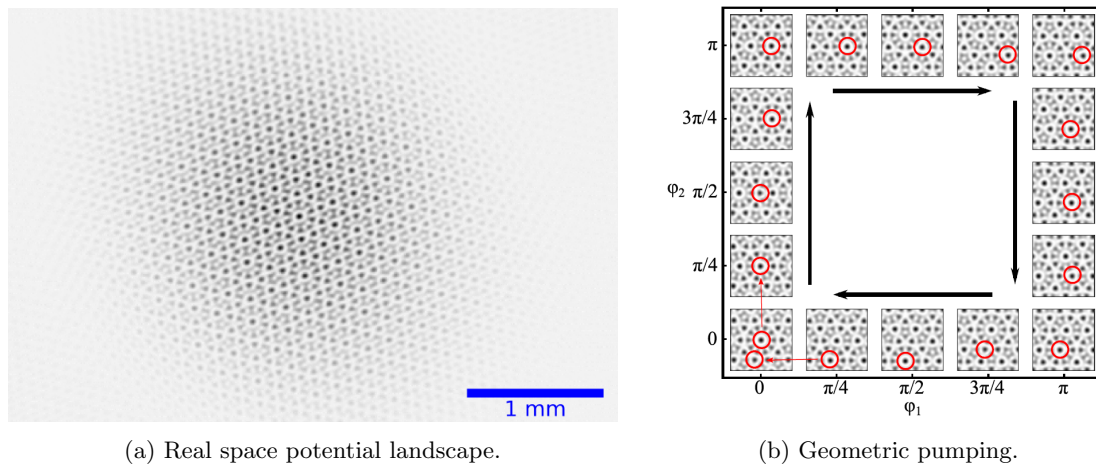 1 mm
(a) Real space potential landscape.
π
3π/4
φ₂ π/2
π/4
0
0 π/4 π/2 3π/4 π
φ₁
(b) Geometric pumping.